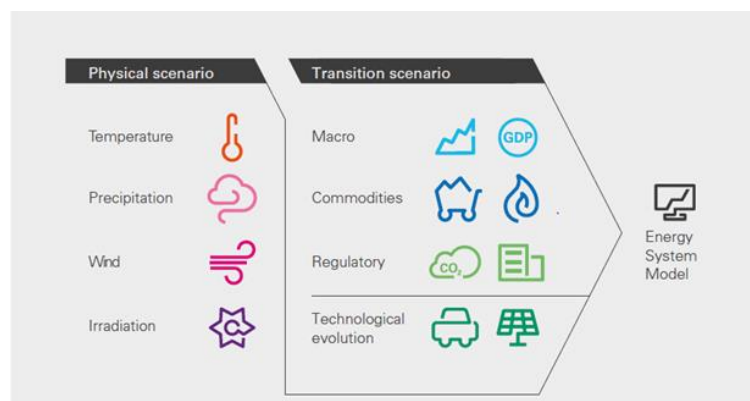 Physical scenario
Transition scenario
Temperature
Macro
GDP
Precipitation
Commodities
Wind
Regulatory
CO₂
Energy
System
Model
Irradiation
Technological
evolution